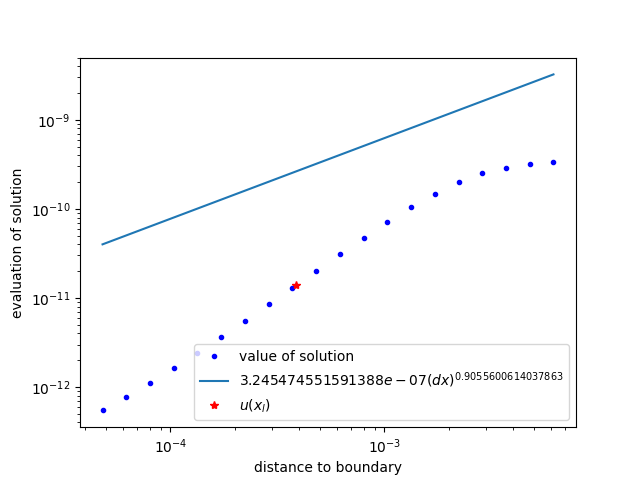 10⁻⁹
10⁻¹⁰
10⁻¹¹
10⁻¹²
evaluation of solution
value of solution
3.245474551591388e − 07(dx)^0.9055600614037863
u(x_l)
10⁻⁴
10⁻³
distance to boundary